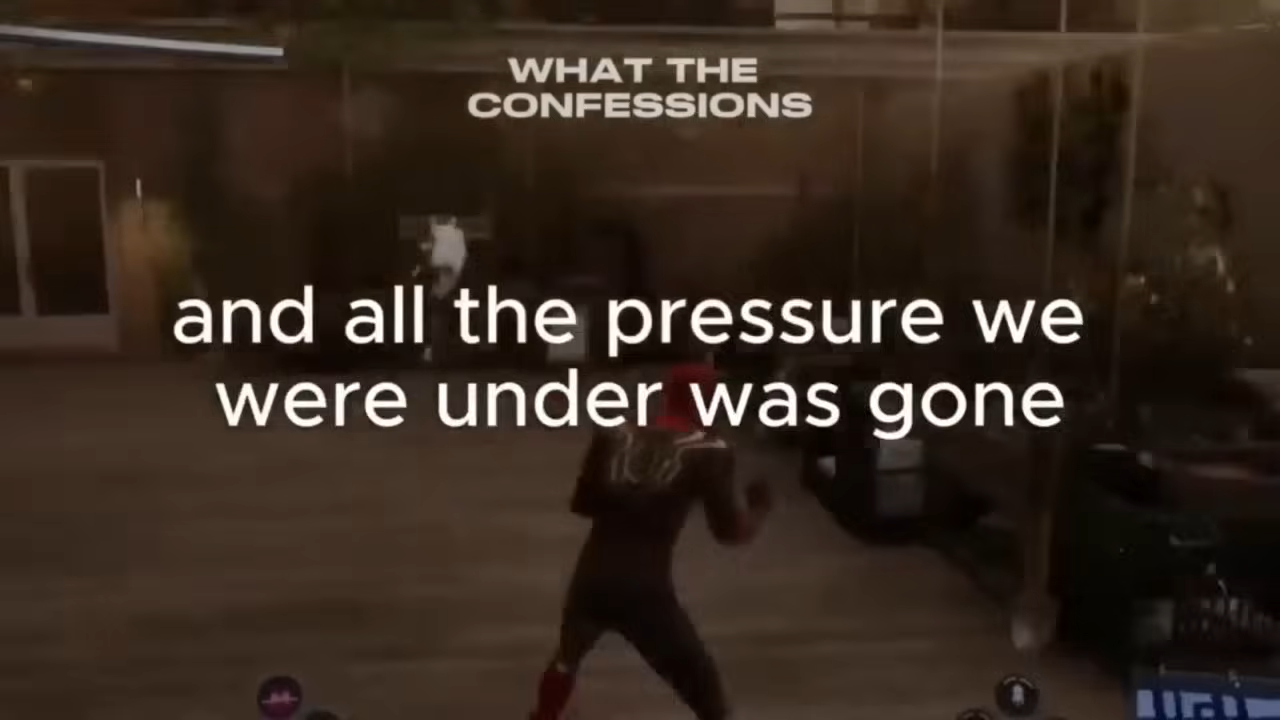 WHAT THE
CONFESSIONS
and all the pressure we
were under was gone